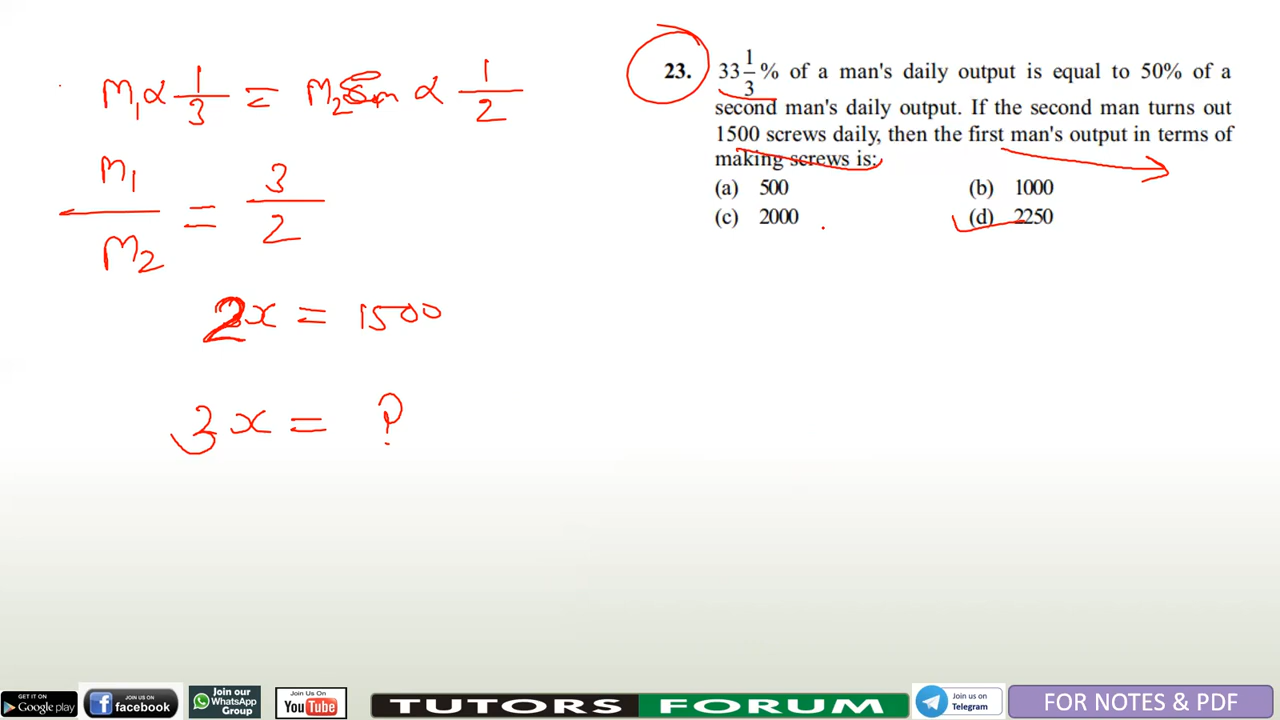 M₁ ∝ 1/3 = M₂ ∝ 1/2
M₁/M₂ = 3/2
2x = 1500
3x = ?
23. 33 1/3 % of a man's daily output is equal to 50% of a
second man's daily output. If the second man turns out
1500 screws daily, then the first man's output in terms of
making screws is:
(a) 500 (b) 1000
(c) 2000 (d) 2250
GET IT ON
Google play
JOIN US ON
facebook
Join our
WhatsApp
Group
Join Us On
YouTube
TUTORS FORUM
Join us on
Telegram
FOR NOTES & PDF